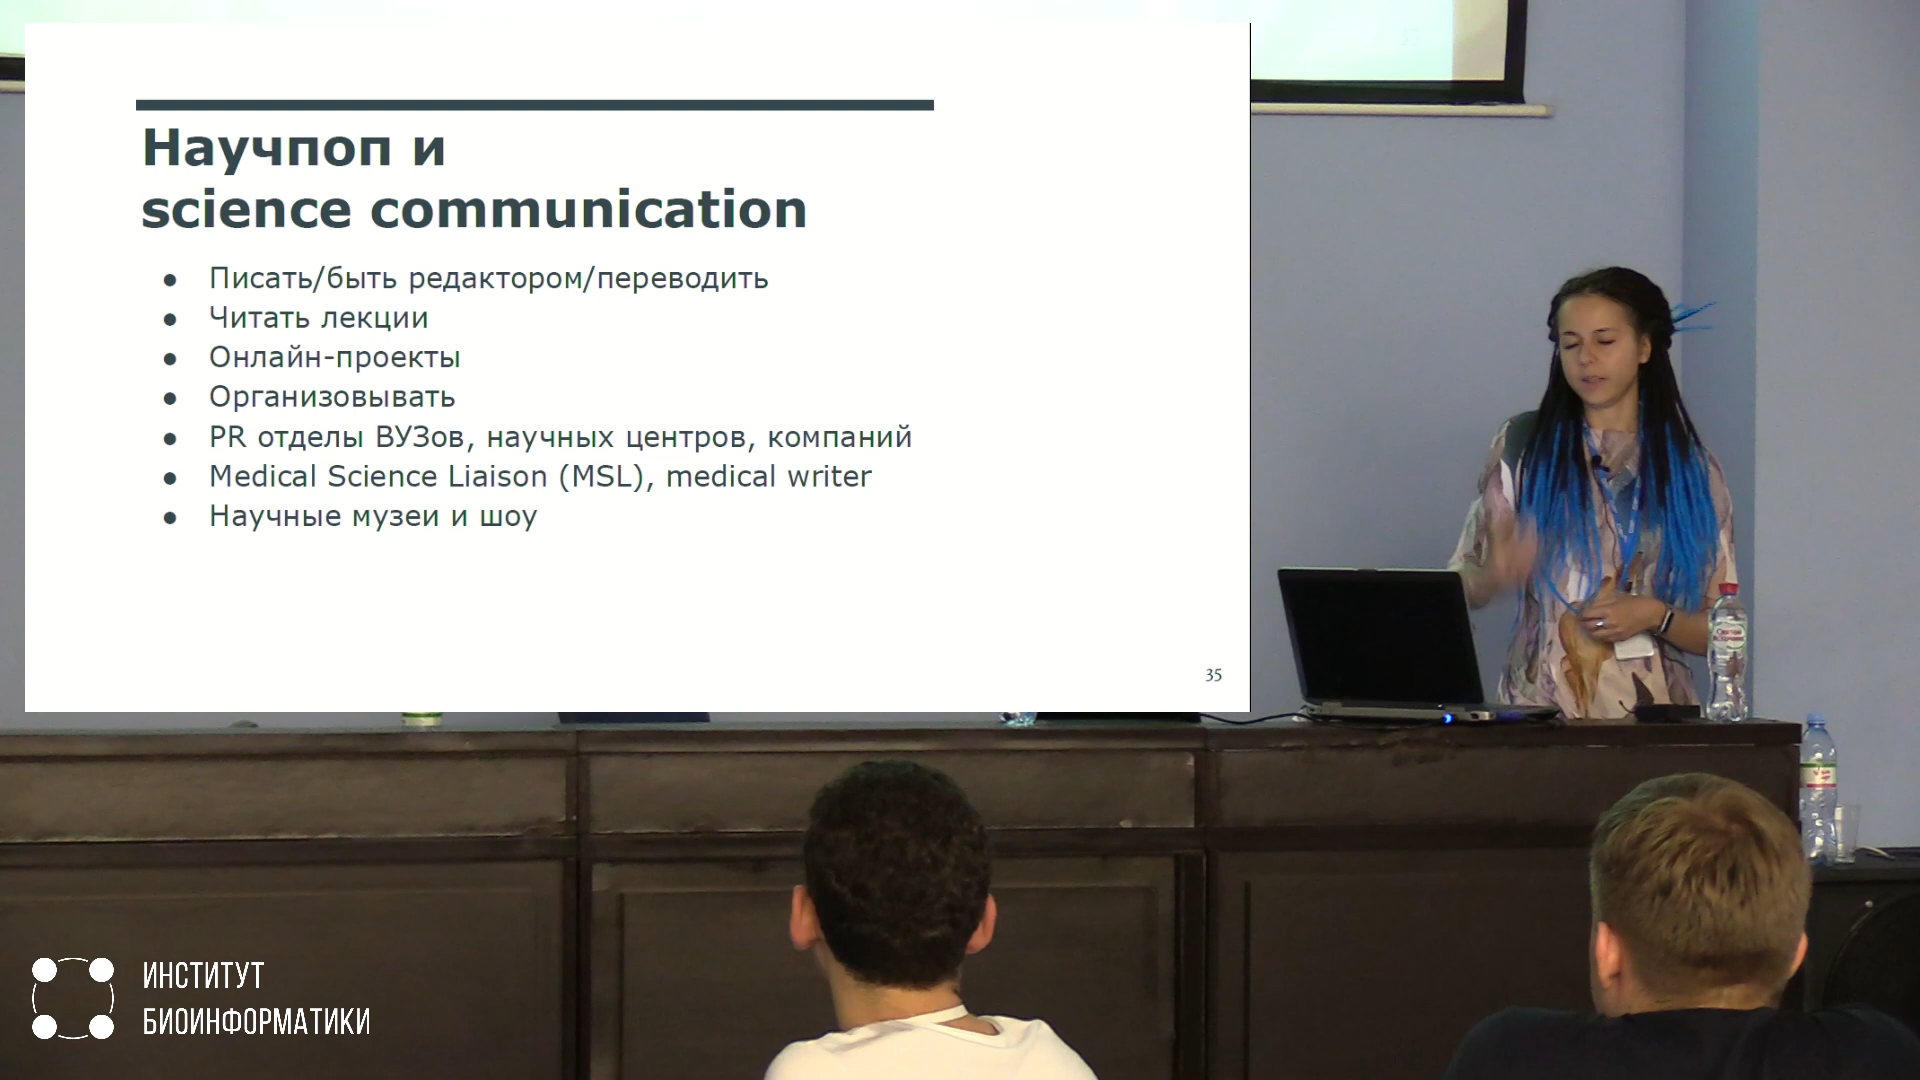 Научпоп и
science communication
● Писать/быть редактором/переводить
● Читать лекции
● Онлайн-проекты
● Организовывать
● PR отделы ВУЗов, научных центров, компаний
● Medical Science Liaison (MSL), medical writer
● Научные музеи и шоу
35
ИНСТИТУТ
БИОИНФОРМАТИКИ